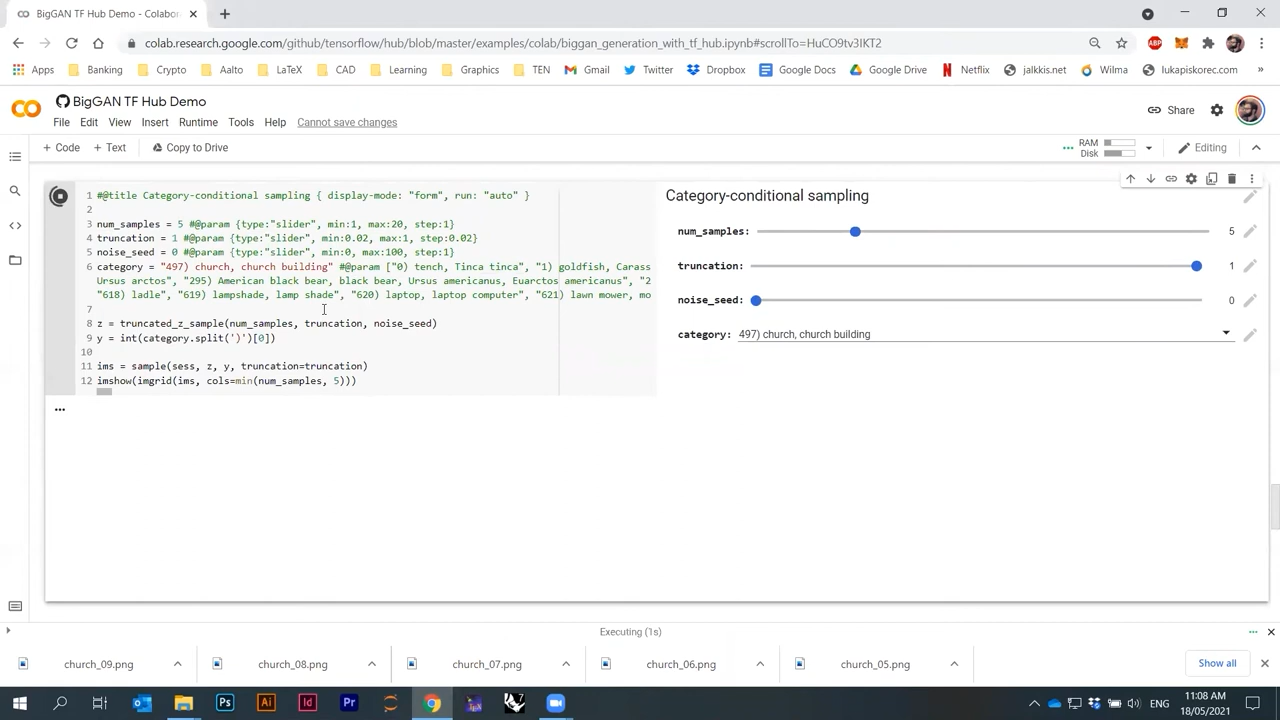 BigGAN TF Hub Demo - Colabor
colab.research.google.com/github/tensorflow/hub/blob/master/examples/colab/biggan_generation_with_tf_hub.ipynb#scrollTo=HuCO9tv3IKT2
Apps Banking Crypto Aalto LaTeX CAD Learning Graphics TEN Gmail Twitter Dropbox Google Docs Google Drive Netflix jalkkis.net Wilma lukapiskorec.com »
BigGAN TF Hub Demo
Share
File Edit View Insert Runtime Tools Help Cannot save changes
+ Code + Text Copy to Drive
RAM
Disk
Editing
1 #@title Category-conditional sampling { display-mode: "form", run: "auto" }
2
3 num_samples = 5 #@param {type:"slider", min:1, max:20, step:1}
4 truncation = 1 #@param {type:"slider", min:0.02, max:1, step:0.02}
5 noise_seed = 0 #@param {type:"slider", min:0, max:100, step:1}
6 category = "497) church, church building" #@param ["0) tench, Tinca tinca", "1) goldfish, Carass
Ursus arctos", "295) American black bear, black bear, Ursus americanus, Euarctos americanus", "2
"618) ladle", "619) lampshade, lamp shade", "620) laptop, laptop computer", "621) lawn mower, mo
7
8 z = truncated_z_sample(num_samples, truncation, noise_seed)
9 y = int(category.split(')')[0])
10
11 ims = sample(sess, z, y, truncation=truncation)
12 imshow(imgrid(ims, cols=min(num_samples, 5)))
Category-conditional sampling
num_samples: 5
truncation: 1
noise_seed: 0
category: 497) church, church building
...
Executing (1s)
church_09.png
church_08.png
church_07.png
church_06.png
church_05.png
Show all
Ps Ai Id Pr
ENG
11:08 AM
18/05/2021